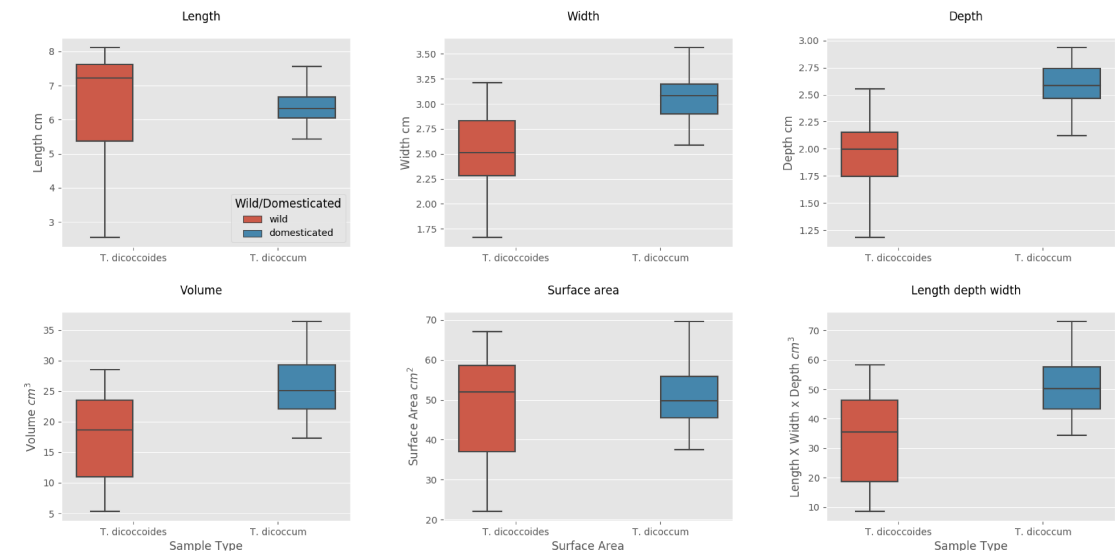 Length
Width
Depth
8
7
6
5
4
3
Length cm
Wild/Domesticated
wild
domesticated
T. dicoccoides
T. dicoccum
3.50
3.25
3.00
2.75
2.50
2.25
2.00
1.75
Width cm
T. dicoccoides
T. dicoccum
3.00
2.75
2.50
2.25
2.00
1.75
1.50
1.25
Depth cm
T. dicoccoides
T. dicoccum
Volume
Surface area
Length depth width
35
30
25
20
15
10
5
Volume cm³
T. dicoccoides
T. dicoccum
Sample Type
70
60
50
40
30
20
Surface Area cm²
T. dicoccoides
T. dicoccum
Surface Area
70
60
50
40
30
20
10
Length X Width x Depth cm³
T. dicoccoides
T. dicoccum
Sample Type